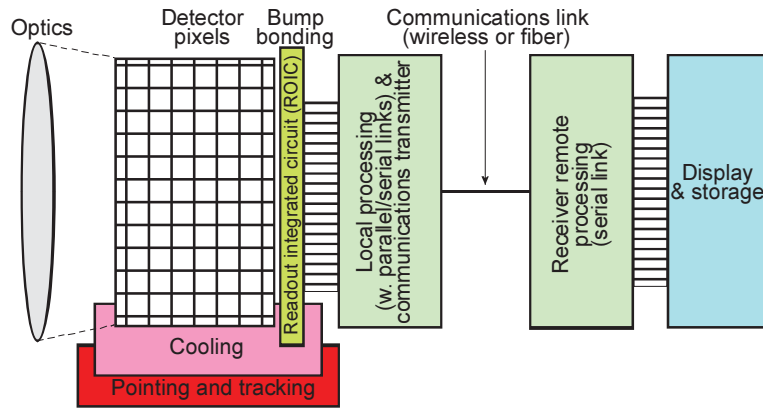 Optics
Detector
pixels
Bump
bonding
Communications link
(wireless or fiber)
Readout integrated circuit (ROIC)
Local processing
(w. parallel/serial links) &
communications transmitter
Receiver remote
processing
(serial link)
Display
& storage
Cooling
Pointing and tracking